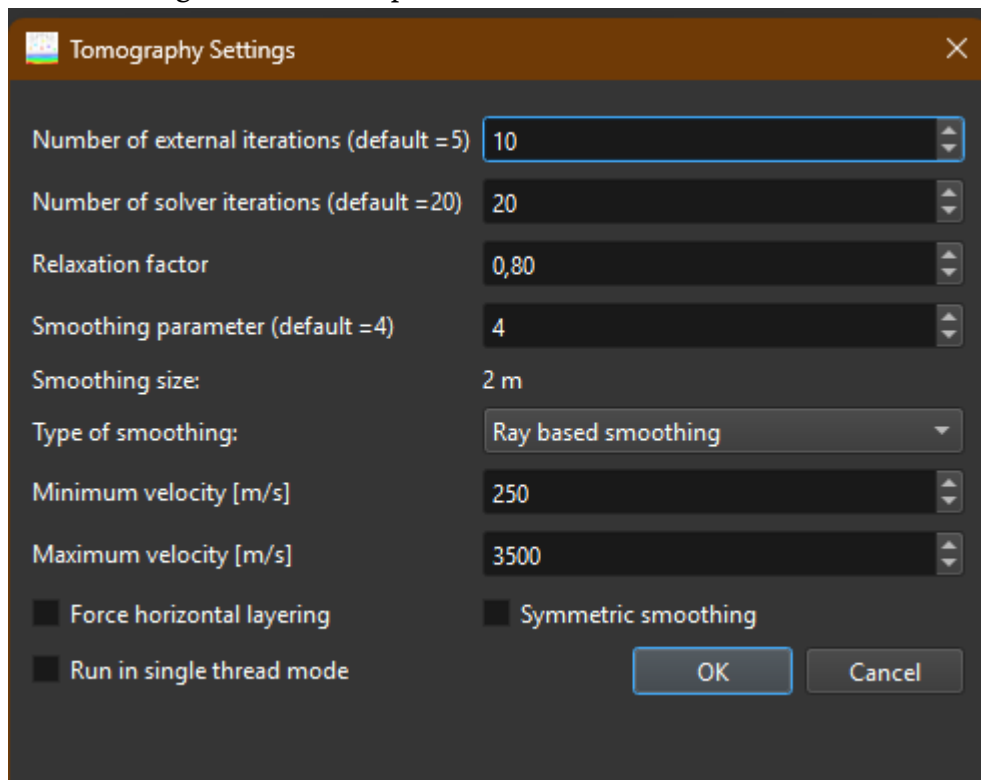 Tomography Settings
Number of external iterations (default =5) 10
Number of solver iterations (default =20) 20
Relaxation factor 0,80
Smoothing parameter (default =4) 4
Smoothing size: 2 m
Type of smoothing: Ray based smoothing
Minimum velocity [m/s] 250
Maximum velocity [m/s] 3500
Force horizontal layering Symmetric smoothing
Run in single thread mode OK Cancel